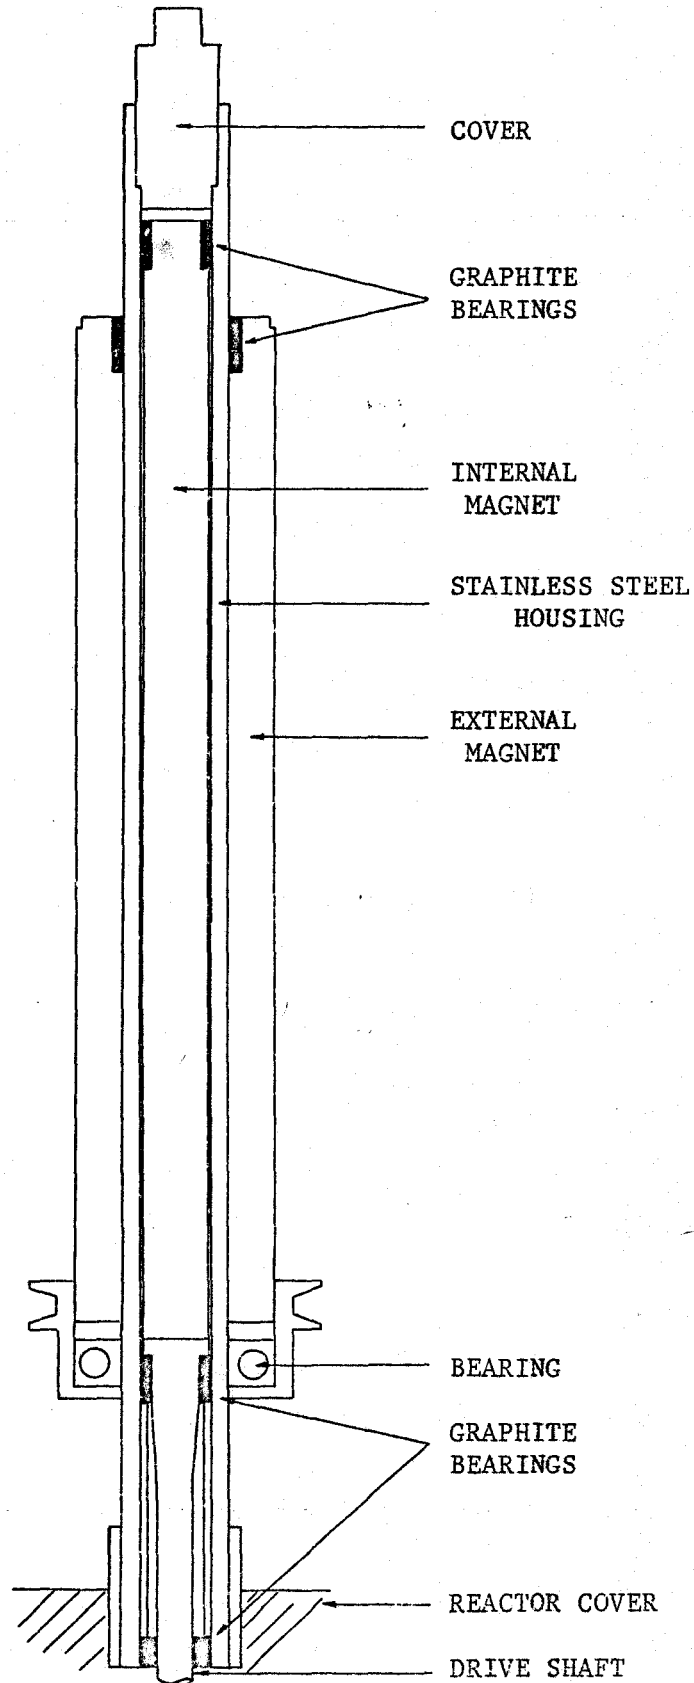 COVER
GRAPHITE
BEARINGS
INTERNAL
MAGNET
STAINLESS STEEL
HOUSING
EXTERNAL
MAGNET
BEARING
GRAPHITE
BEARINGS
REACTOR COVER
DRIVE SHAFT